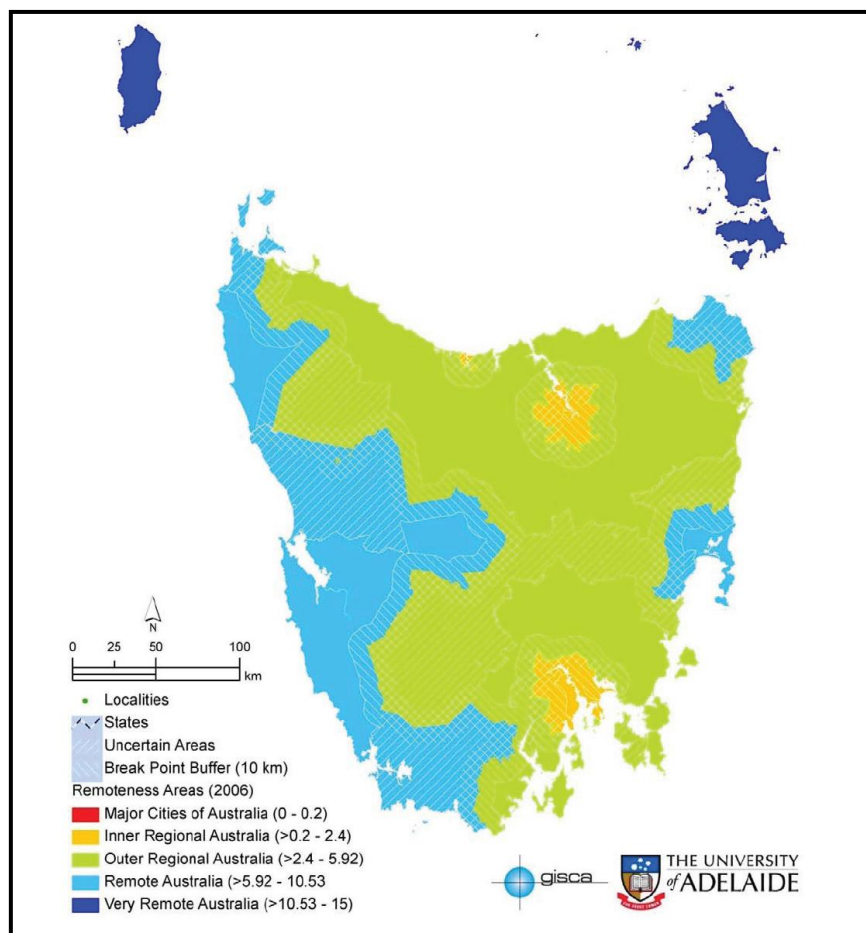 N
0 25 50 100
km
Localities
States
Uncertain Areas
Break Point Buffer (10 km)
Remoteness Areas (2006)
Major Cities of Australia (0 - 0.2)
Inner Regional Australia (>0.2 - 2.4)
Outer Regional Australia (>2.4 - 5.92)
Remote Australia (>5.92 - 10.53
Very Remote Australia (>10.53 - 15)
gisca
THE UNIVERSITY
of ADELAIDE